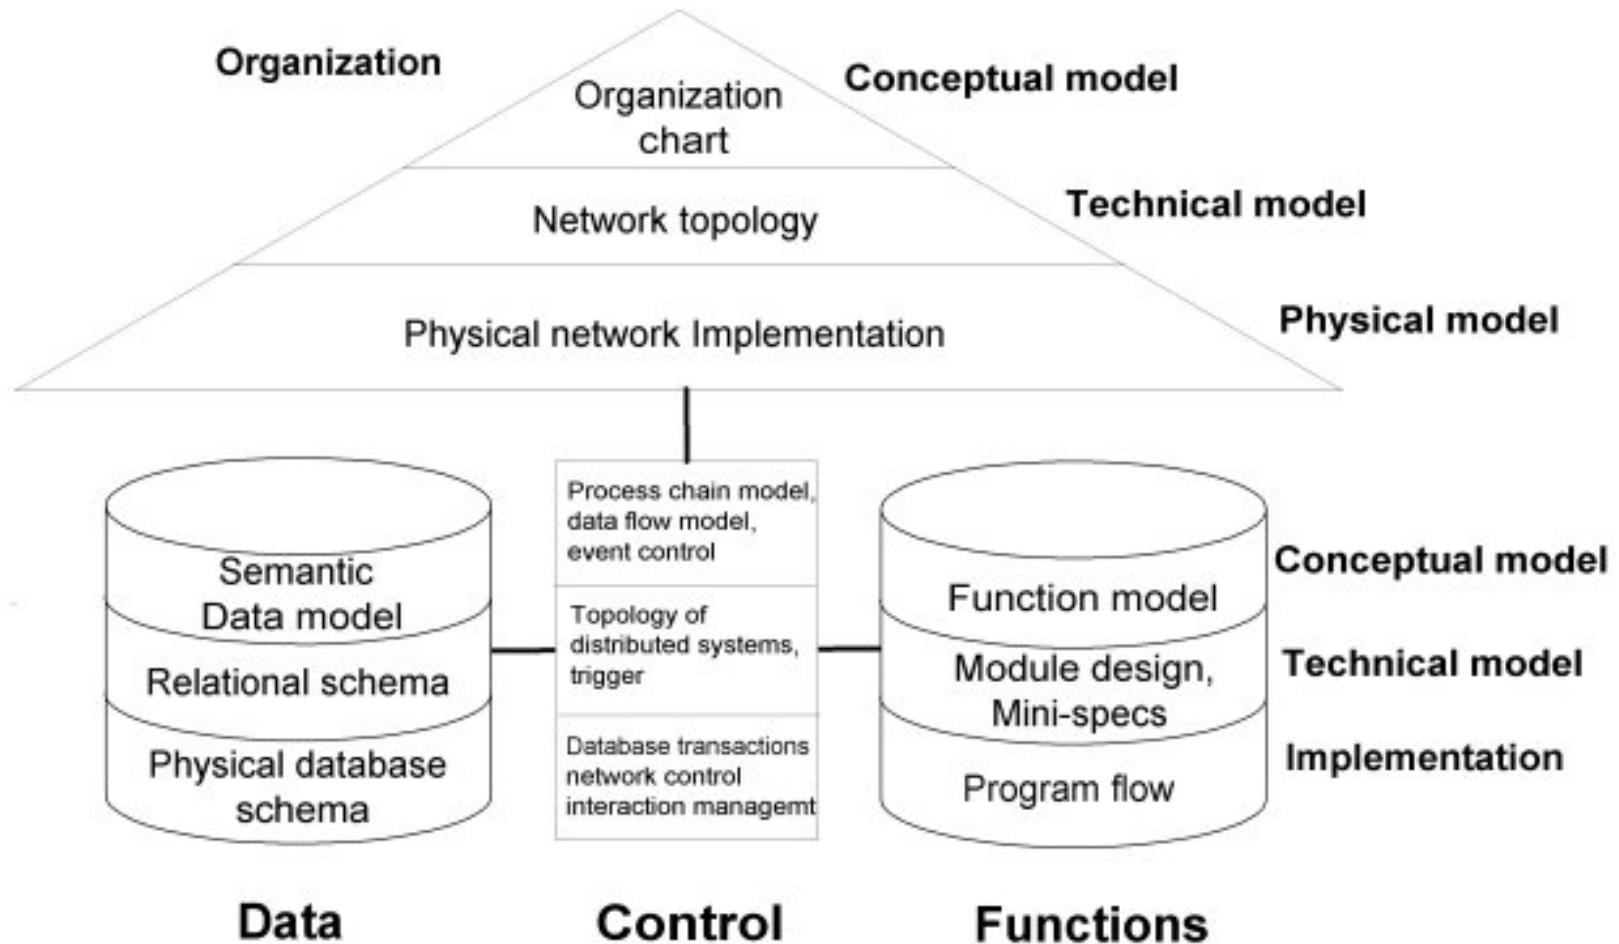 Organization
Conceptual model
Organization
chart
Technical model
Network topology
Physical model
Physical network Implementation
Process chain model,
data flow model,
event control
Conceptual model
Semantic
Data model
Function model
Topology of
distributed systems,
trigger
Technical model
Relational schema
Module design,
Mini-specs
Implementation
Database transactions
network control
interaction managemt
Physical database
schema
Program flow
Data
Control
Functions